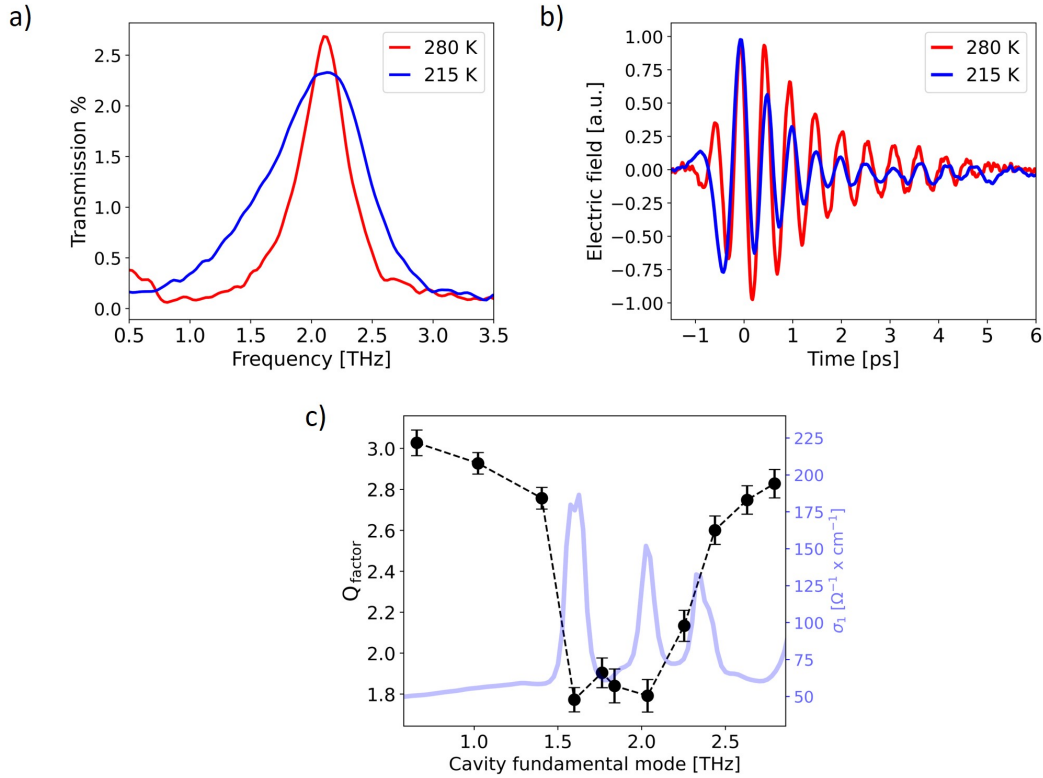 a)
Transmission %
2.5
2.0
1.5
1.0
0.5
0.0
280 K
215 K
0.5 1.0 1.5 2.0 2.5 3.0 3.5
Frequency [THz]
b)
Electric field [a.u.]
1.00
0.75
0.50
0.25
0.00
−0.25
−0.50
−0.75
−1.00
280 K
215 K
−1 0 1 2 3 4 5 6
Time [ps]
c)
Qfactor
3.0
2.8
2.6
2.4
2.2
2.0
1.8
225
200
175
150
125
100
75
50
σ₁ [Ω⁻¹ x cm⁻¹]
1.0 1.5 2.0 2.5
Cavity fundamental mode [THz]